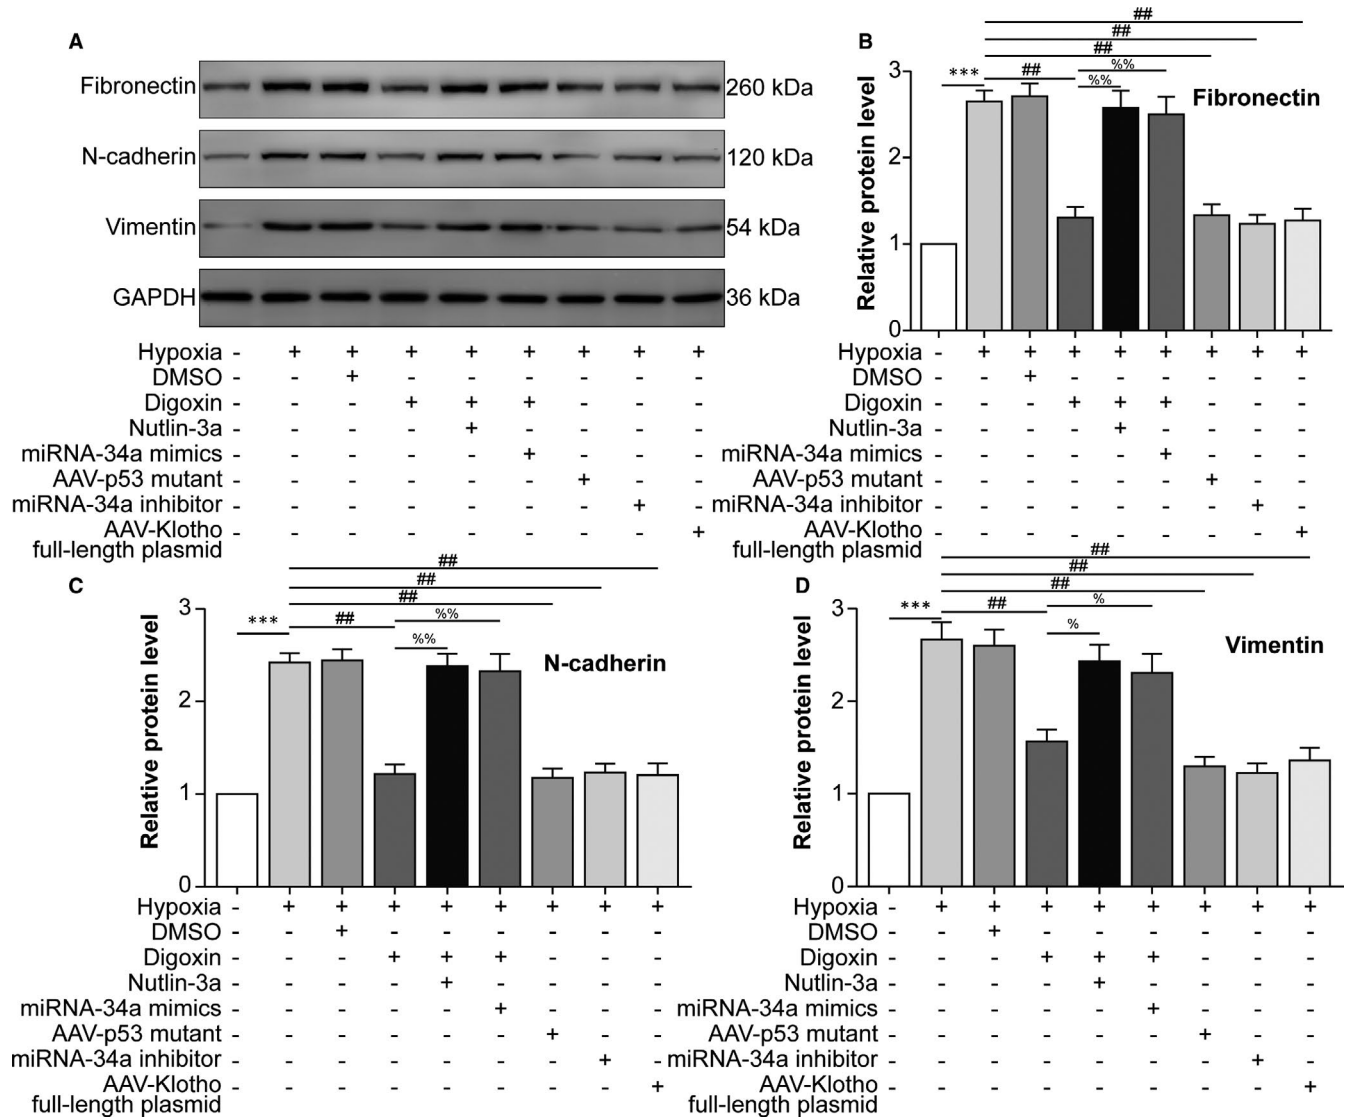 A
Fibronectin 260 kDa
N-cadherin 120 kDa
Vimentin 54 kDa
GAPDH 36 kDa
Hypoxia - + + + + + + + +
DMSO - - + - - - - - -
Digoxin - - - + + + - - -
Nutlin-3a - - - - + - - - -
miRNA-34a mimics - - - - - + - - -
AAV-p53 mutant - - - - - - + - -
miRNA-34a inhibitor - - - - - - - + -
AAV-Klotho - - - - - - - - +
full-length plasmid
B
##
##
##
*** ## %%
%%
Fibronectin
Relative protein level
3
2
1
0
Hypoxia - + + + + + + + +
DMSO - - + - - - - - -
Digoxin - - - + + + - - -
Nutlin-3a - - - - + - - - -
miRNA-34a mimics - - - - - + - - -
AAV-p53 mutant - - - - - - + - -
miRNA-34a inhibitor - - - - - - - + -
AAV-Klotho - - - - - - - - +
full-length plasmid
C
##
##
##
*** ## %%
%%
N-cadherin
Relative protein level
3
2
1
0
Hypoxia - + + + + + + + +
DMSO - - + - - - - - -
Digoxin - - - + + + - - -
Nutlin-3a - - - - + - - - -
miRNA-34a mimics - - - - - + - - -
AAV-p53 mutant - - - - - - + - -
miRNA-34a inhibitor - - - - - - - + -
AAV-Klotho - - - - - - - - +
full-length plasmid
D
##
##
##
*** ## %
%
Vimentin
Relative protein level
3
2
1
0
Hypoxia - + + + + + + + +
DMSO - - + - - - - - -
Digoxin - - - + + + - - -
Nutlin-3a - - - - + - - - -
miRNA-34a mimics - - - - - + - - -
AAV-p53 mutant - - - - - - + - -
miRNA-34a inhibitor - - - - - - - + -
AAV-Klotho - - - - - - - - +
full-length plasmid